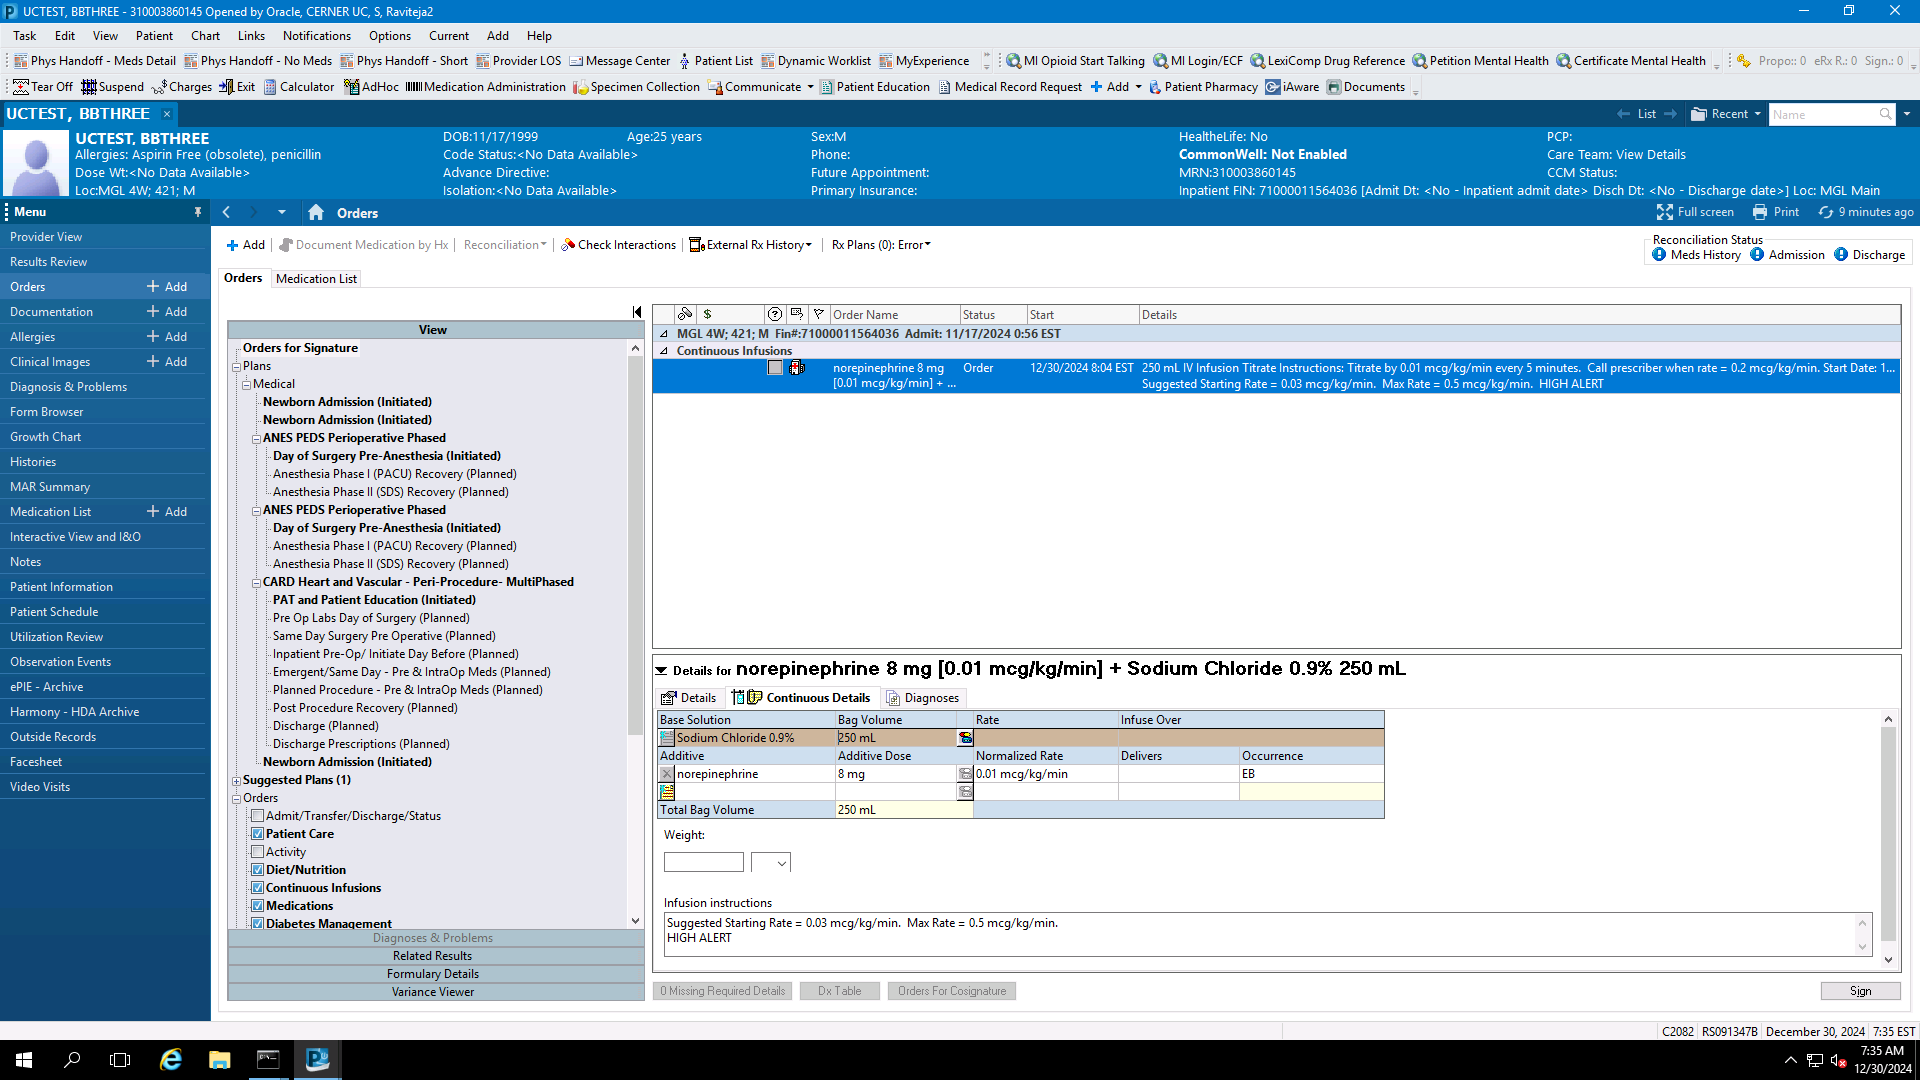 UCTEST, BBTHREE - 310003860145 Opened by Oracle, CERNER UC, S, Raviteja2
Task Edit View Patient Chart Links Notifications Options Current Add Help
Phys Handoff - Meds Detail Phys Handoff - No Meds Phys Handoff - Short Provider LOS Message Center Patient List Dynamic Worklist MyExperience MI Opioid Start Talking MI Login/ECF LexiComp Drug Reference Petition Mental Health Certificate Mental Health Propo.: 0 eRx R.: 0 Sign.: 0
Tear Off Suspend Charges Exit Calculator AdHoc Medication Administration Specimen Collection Communicate Patient Education Medical Record Request Add Patient Pharmacy iAware Documents
UCTEST, BBTHREE × List Recent Name
UCTEST, BBTHREE DOB:11/17/1999 Age:25 years Sex:M HealtheLife: No PCP:
Allergies: Aspirin Free (obsolete), penicillin Code Status:<No Data Available> Phone: CommonWell: Not Enabled Care Team: View Details
Dose Wt:<No Data Available> Advance Directive: Future Appointment: MRN:310003860145 CCM Status:
Loc:MGL 4W; 421; M Isolation:<No Data Available> Primary Insurance: Inpatient FIN: 71000011564036 [Admit Dt: <No - Inpatient admit date> Disch Dt: <No - Discharge date>] Loc: MGL Main
Menu
Orders Full screen Print 9 minutes ago
Provider View
Results Review
Orders Add
Documentation Add
Allergies Add
Clinical Images Add
Diagnosis & Problems
Form Browser
Growth Chart
Histories
MAR Summary
Medication List Add
Interactive View and I&O
Notes
Patient Information
Patient Schedule
Utilization Review
Observation Events
ePIE - Archive
Harmony - HDA Archive
Outside Records
Facesheet
Video Visits
Add Document Medication by Hx Reconciliation Check Interactions External Rx History Rx Plans (0): Error
Reconciliation Status
Meds History Admission Discharge
Orders Medication List
View
Orders for Signature
Plans
Medical
Newborn Admission (Initiated)
Newborn Admission (Initiated)
ANES PEDS Perioperative Phased
Day of Surgery Pre-Anesthesia (Initiated)
Anesthesia Phase I (PACU) Recovery (Planned)
Anesthesia Phase II (SDS) Recovery (Planned)
ANES PEDS Perioperative Phased
Day of Surgery Pre-Anesthesia (Initiated)
Anesthesia Phase I (PACU) Recovery (Planned)
Anesthesia Phase II (SDS) Recovery (Planned)
CARD Heart and Vascular - Peri-Procedure- MultiPhased
PAT and Patient Education (Initiated)
Pre Op Labs Day of Surgery (Planned)
Same Day Surgery Pre Operative (Planned)
Inpatient Pre-Op/ Initiate Day Before (Planned)
Emergent/Same Day - Pre & IntraOp Meds (Planned)
Planned Procedure - Pre & IntraOp Meds (Planned)
Post Procedure Recovery (Planned)
Discharge (Planned)
Discharge Prescriptions (Planned)
Newborn Admission (Initiated)
Suggested Plans (1)
Orders
Admit/Transfer/Discharge/Status
Patient Care
Activity
Diet/Nutrition
Continuous Infusions
Medications
Diabetes Management
Diagnoses & Problems
Related Results
Formulary Details
Variance Viewer
$ Order Name Status Start Details
MGL 4W; 421; M Fin#:71000011564036 Admit: 11/17/2024 0:56 EST
Continuous Infusions
norepinephrine 8 mg Order 12/30/2024 8:04 EST 250 mL IV Infusion Titrate Instructions: Titrate by 0.01 mcg/kg/min every 5 minutes. Call prescriber when rate = 0.2 mcg/kg/min. Start Date: 1...
[0.01 mcg/kg/min] + ... Suggested Starting Rate = 0.03 mcg/kg/min. Max Rate = 0.5 mcg/kg/min. HIGH ALERT
Details for norepinephrine 8 mg [0.01 mcg/kg/min] + Sodium Chloride 0.9% 250 mL
Details Continuous Details Diagnoses
Base Solution Bag Volume Rate Infuse Over
Sodium Chloride 0.9% 250 mL
Additive Additive Dose Normalized Rate Delivers Occurrence
norepinephrine 8 mg 0.01 mcg/kg/min EB
Total Bag Volume 250 mL
Weight:
Infusion instructions
Suggested Starting Rate = 0.03 mcg/kg/min. Max Rate = 0.5 mcg/kg/min.
HIGH ALERT
0 Missing Required Details Dx Table Orders For Cosignature Sign
C2082 RS091347B December 30, 2024 7:35 EST
7:35 AM
12/30/2024